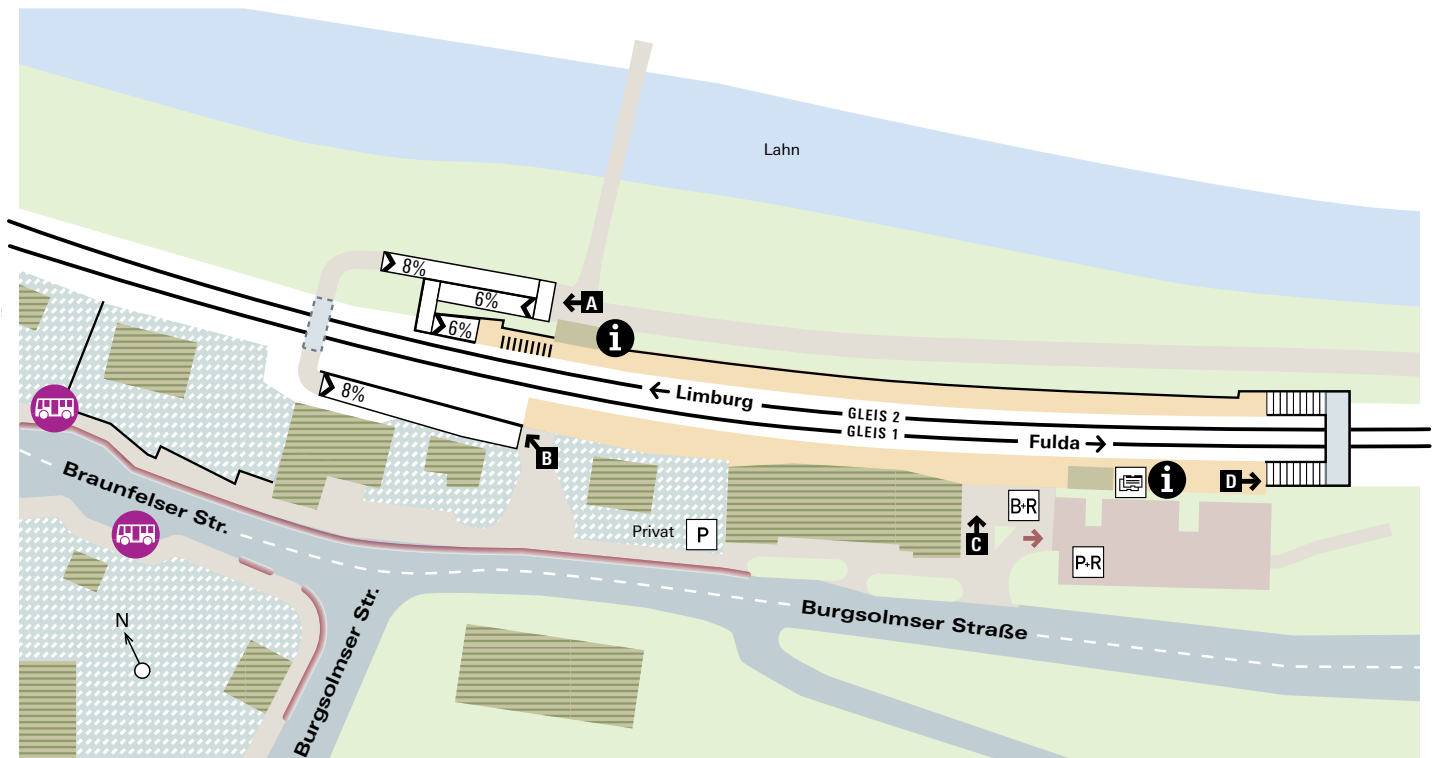 Lahn
8%
6%
A
6%
i
8%
Limburg
GLEIS 2
GLEIS 1
Fulda
B
D
i
B+R
Privat
P
C
P+R
Braunfelser Str.
Burgsolmser Str.
Burgsolmser Straße
N